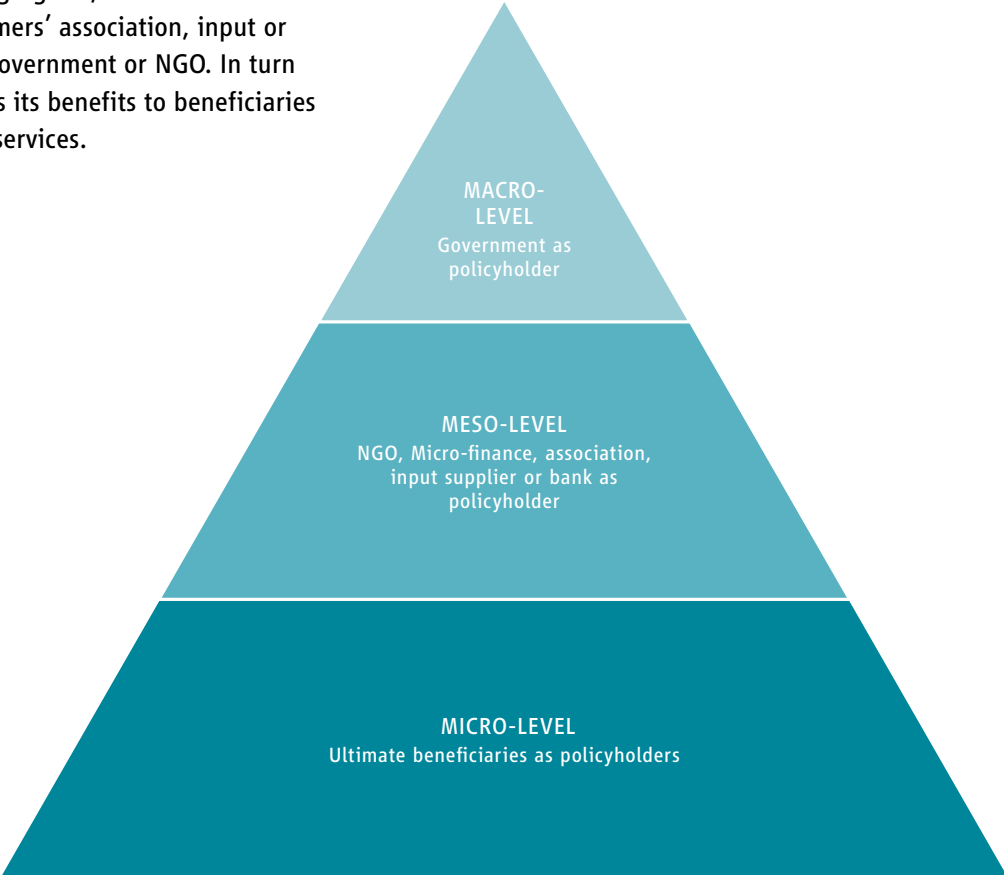 mers’ association, input or
overnment or NGO. In turn
s its benefits to beneficiaries
services.
MACRO-
LEVEL
Government as
policyholder
MESO-LEVEL
NGO, Micro-finance, association,
input supplier or bank as
policyholder
MICRO-LEVEL
Ultimate beneficiaries as policyholders